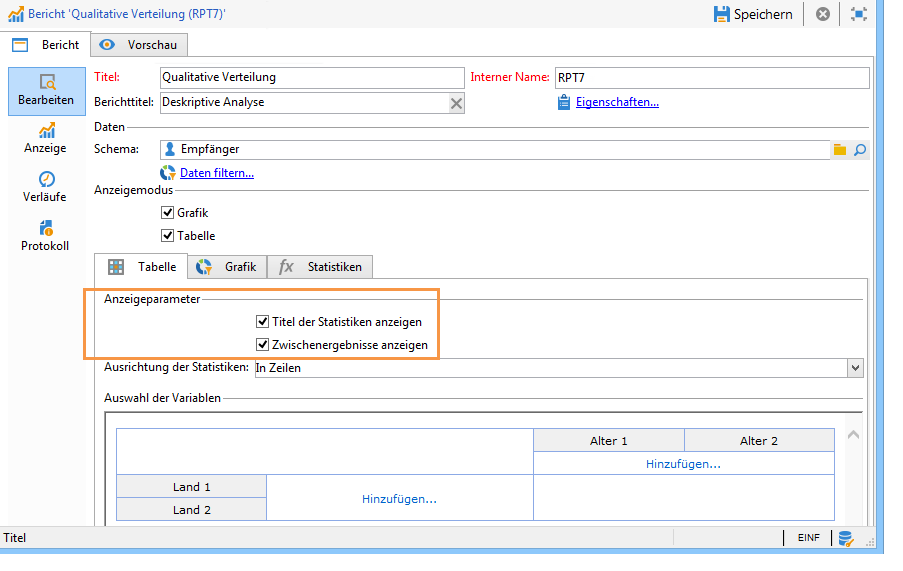 Bericht 'Qualitative Verteilung (RPT7)'
Speichern
Bericht
Vorschau
Bearbeiten
Anzeige
Verläufe
Protokoll
Titel: Qualitative Verteilung Interner Name: RPT7
Berichttitel: Deskriptive Analyse Eigenschaften...
Daten
Schema: Empfänger
Daten filtern...
Anzeigemodus
Grafik
Tabelle
Tabelle Grafik fx Statistiken
Anzeigeparameter
Titel der Statistiken anzeigen
Zwischenergebnisse anzeigen
Ausrichtung der Statistiken: In Zeilen
Auswahl der Variablen
Alter 1 Alter 2
Hinzufügen...
Land 1
Hinzufügen...
Land 2
Titel EINF